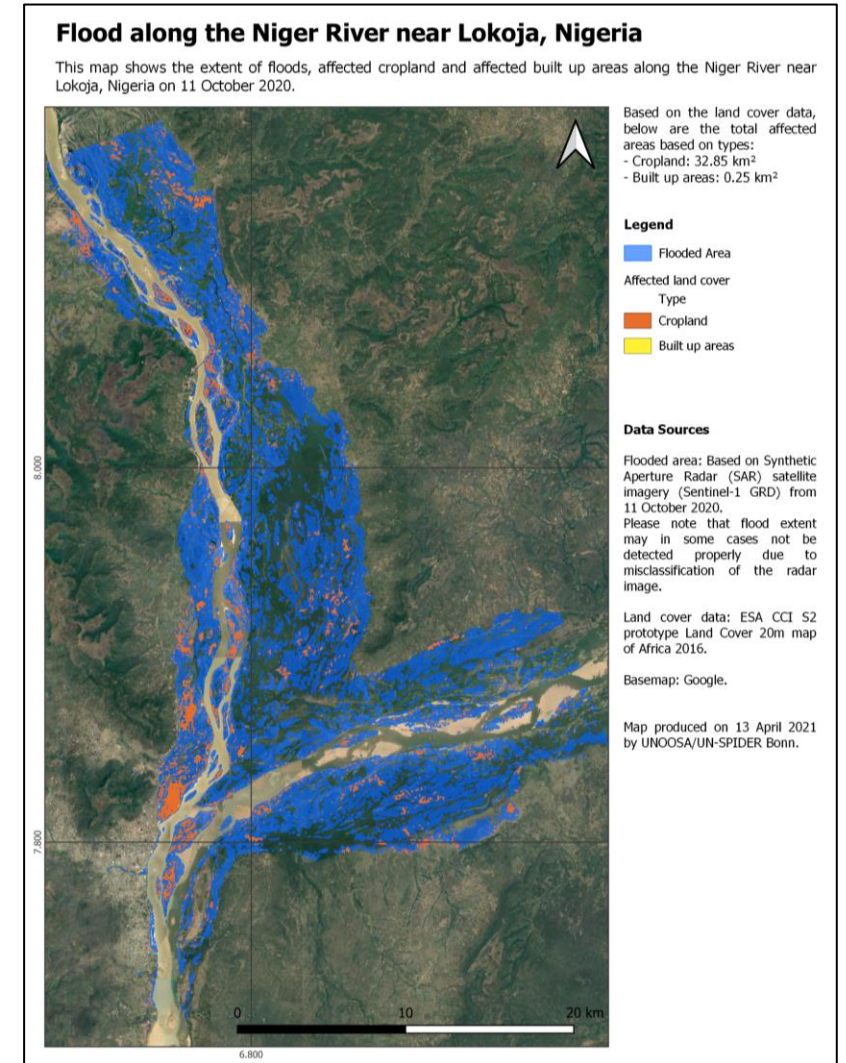 Flood along the Niger River near Lokoja, Nigeria
This map shows the extent of floods, affected cropland and affected built up areas along the Niger River near
Lokoja, Nigeria on 11 October 2020.
Based on the land cover data,
below are the total affected
areas based on types:
- Cropland: 32.85 km²
- Built up areas: 0.25 km²
Legend
Flooded Area
Affected land cover
Type
Cropland
Built up areas
Data Sources
Flooded area: Based on Synthetic
Aperture Radar (SAR) satellite
imagery (Sentinel-1 GRD) from
11 October 2020.
Please note that flood extent
may in some cases not be
detected properly due to
misclassification of the radar
image.
Land cover data: ESA CCI S2
prototype Land Cover 20m map
of Africa 2016.
Basemap: Google.
Map produced on 13 April 2021
by UNOOSA/UN-SPIDER Bonn.
8.000
7.800
0 10 20 km
6.800